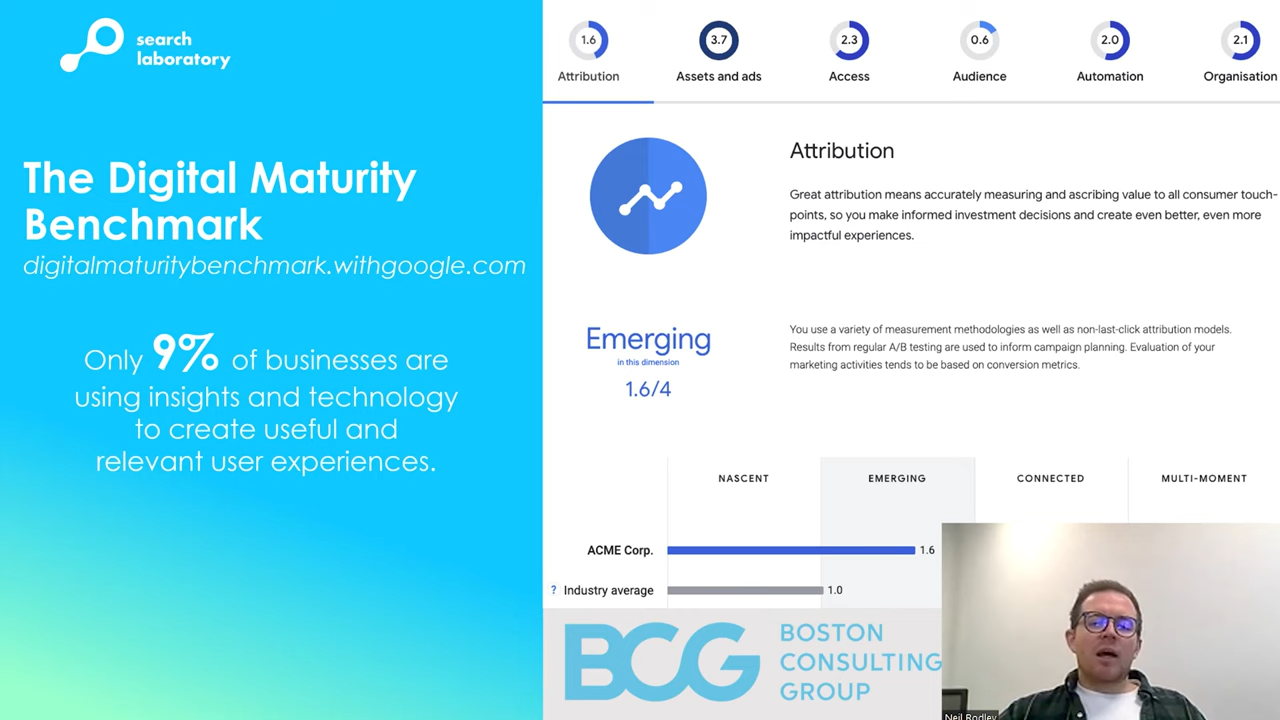 search
laboratory
The Digital Maturity
Benchmark
digitalmaturitybenchmark.withgoogle.com
Only 9% of businesses are
using insights and technology
to create useful and
relevant user experiences.
1.6
3.7
2.3
0.6
2.0
2.1
Attribution
Assets and ads
Access
Audience
Automation
Organisation
Attribution
Great attribution means accurately measuring and ascribing value to all consumer touch-
points, so you make informed investment decisions and create even better, even more
impactful experiences.
Emerging
in this dimension
1.6/4
You use a variety of measurement methodologies as well as non-last-click attribution models.
Results from regular A/B testing are used to inform campaign planning. Evaluation of your
marketing activities tends to be based on conversion metrics.
NASCENT
EMERGING
CONNECTED
MULTI-MOMENT
ACME Corp.
1.6
? Industry average
1.0
BCG
BOSTON
CONSULTING
GROUP
Neil Rodley